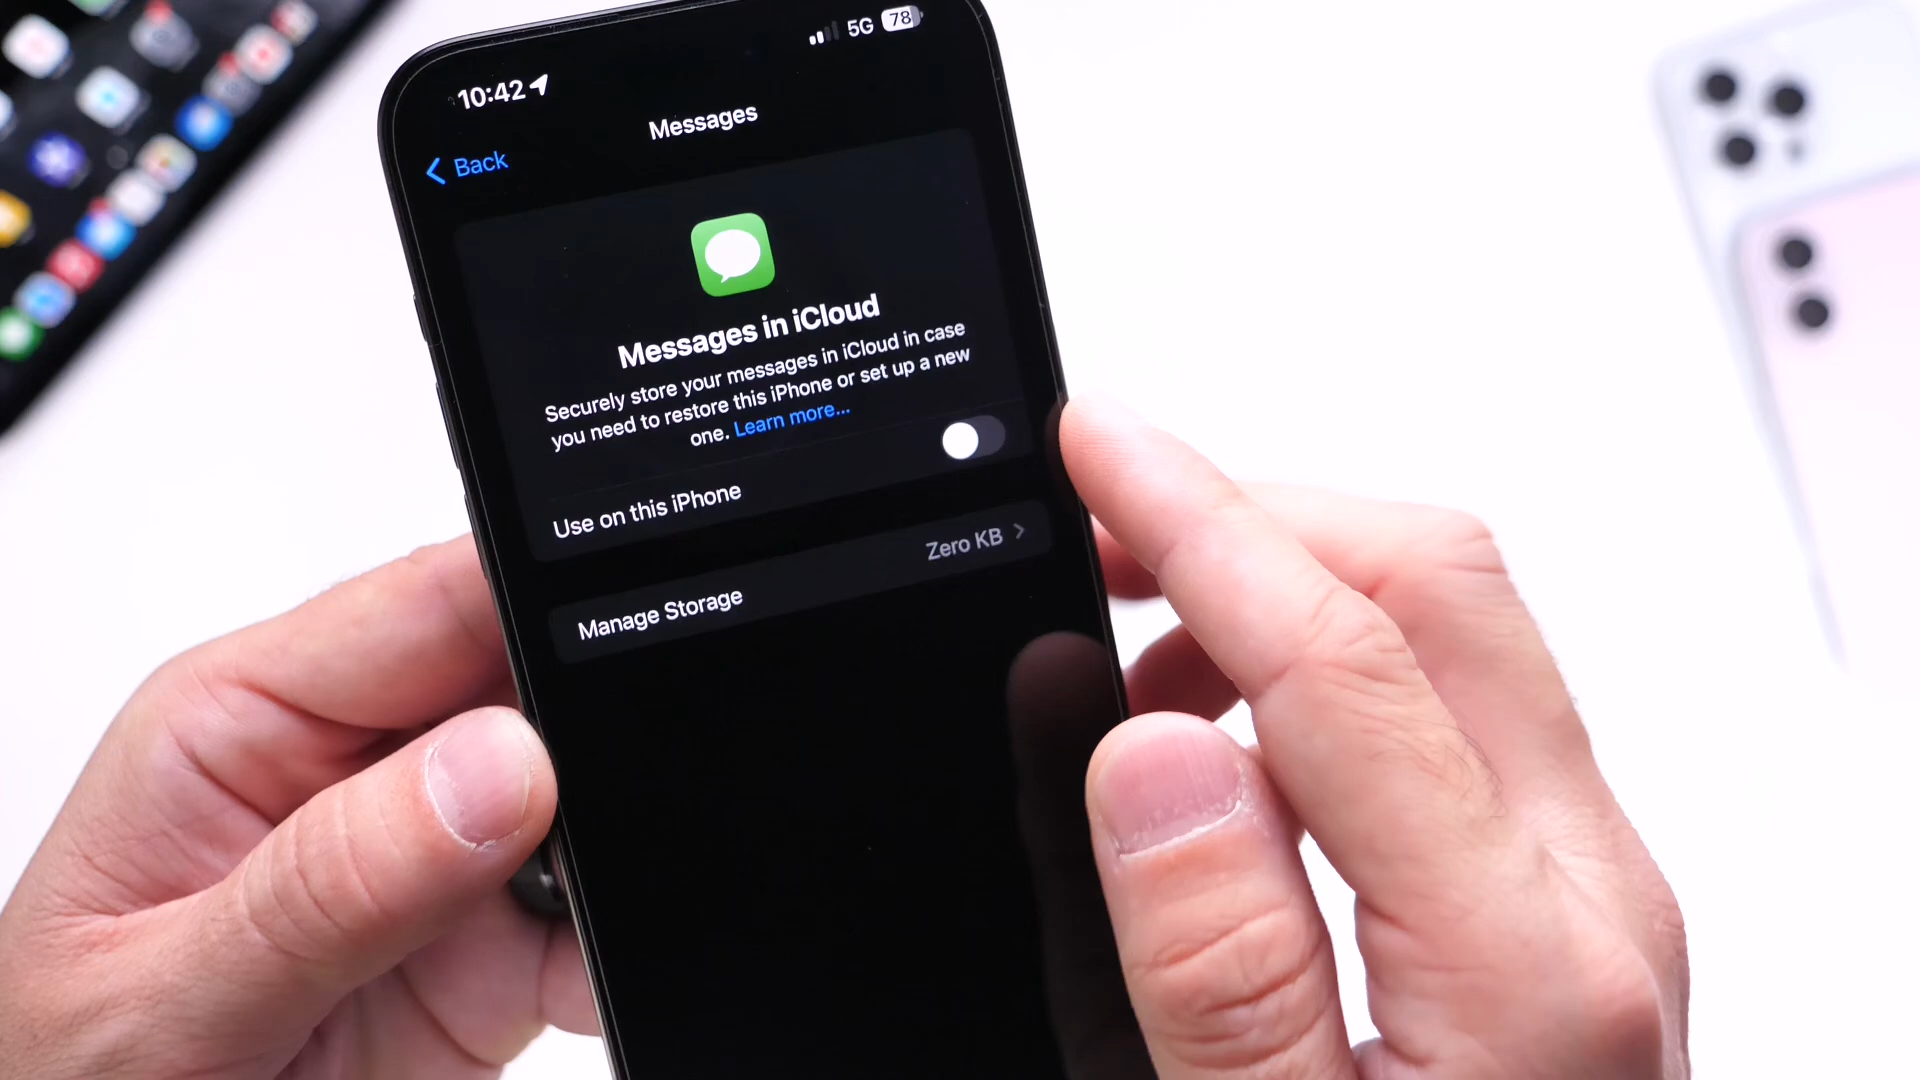 10:42
5G 78
Messages
Back
Messages in iCloud
Securely store your messages in iCloud in case
you need to restore this iPhone or set up a new
one. Learn more...
Use on this iPhone
Zero KB
Manage Storage